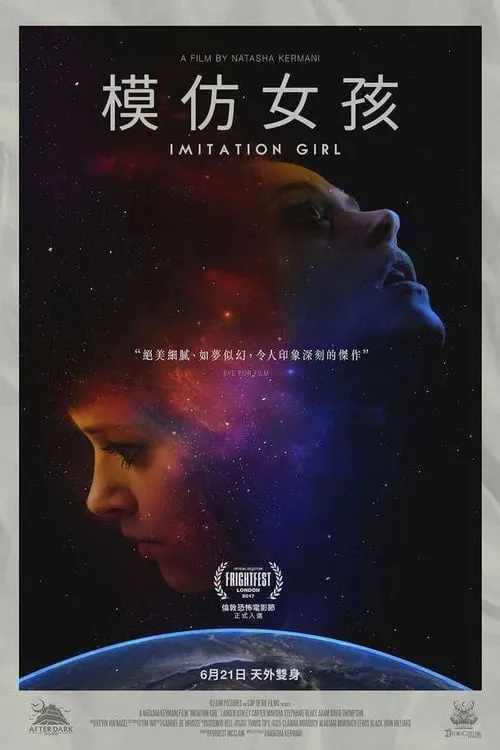 A FILM BY NATASHA KERMANI
模仿女孩
IMITATION GIRL
“絕美細膩、如夢似幻，令人印象深刻的傑作”
EYE FOR FILM
OFFICIAL SELECTION
FRIGHTFEST
LONDON
2017
倫敦恐怖電影節
正式入選
6月21日 天外雙身
AFTER DARK